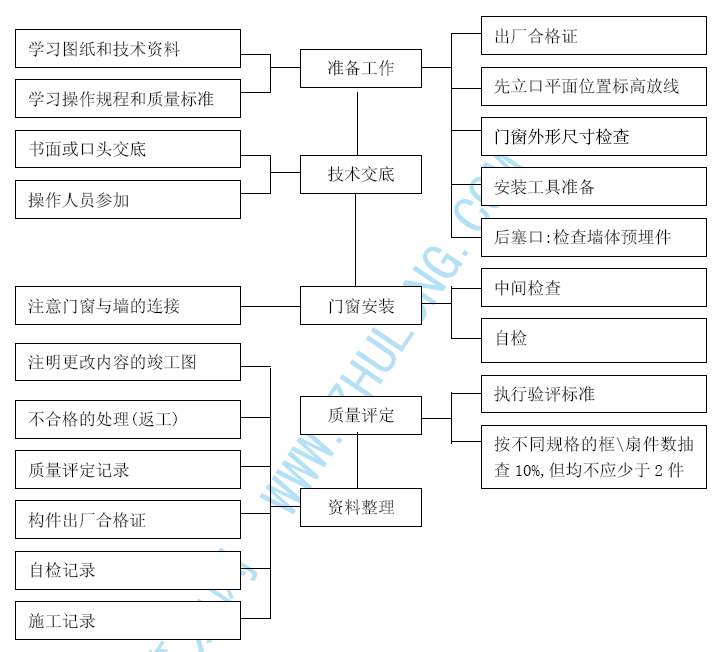 学习图纸和技术资料
学习操作规程和质量标准
书面或口头交底
操作人员参加
注意门窗与墙的连接
注明更改内容的竣工图
不合格的处理(返工)
质量评定记录
构件出厂合格证
自检记录
施工记录
准备工作
技术交底
门窗安装
质量评定
资料整理
出厂合格证
先立口平面位置标高放线
门窗外形尺寸检查
安装工具准备
后塞口:检查墙体预埋件
中间检查
自检
执行验评标准
按不同规格的框\扇件数抽
查10%,但均不应少于2件